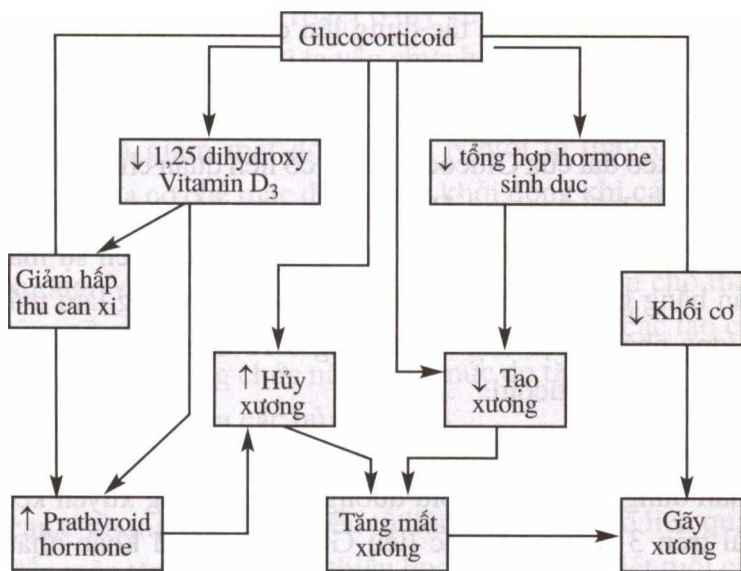 Glucocorticoid
↓ 1,25 dihydroxy
Vitamin D₃
↓ tổng hợp hormone
sinh dục
Giảm hấp
thu can xi
↓ Khối cơ
↑ Hủy
xương
↓ Tạo
xương
↑ Prathyroid
hormone
Tăng mất
xương
Gãy
xương